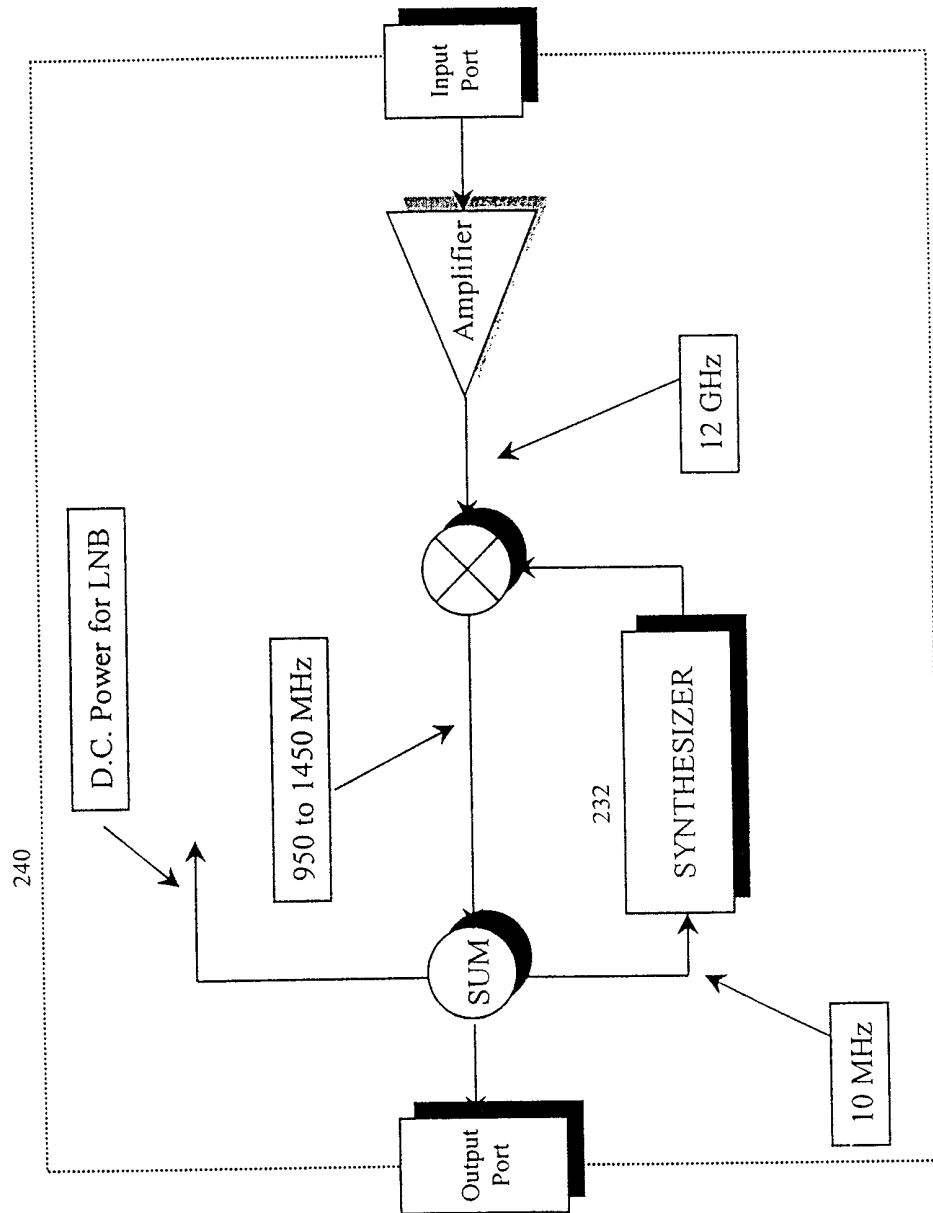 240
D.C. Power for LNB
950 to 1450 MHz
Output
Port
SUM
Amplifier
Input
Port
232
SYNTHESIZER
12 GHz
10 MHz